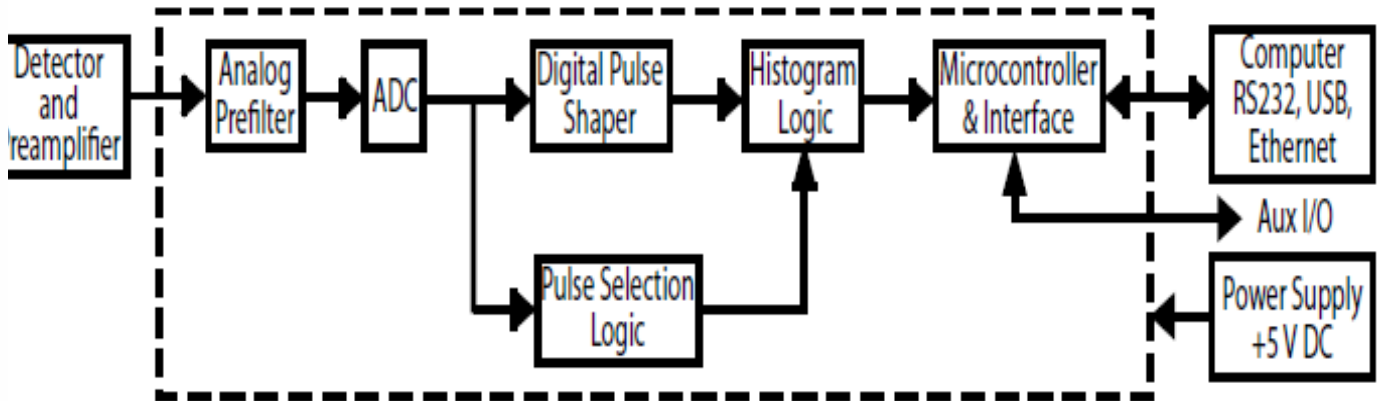 Detector
and
Preamplifier
Analog
Prefilter
ADC
Digital Pulse
Shaper
Histogram
Logic
Microcontroller
& Interface
Computer
RS232, USB,
Ethernet
Aux I/O
Pulse Selection
Logic
Power Supply
+5 V DC